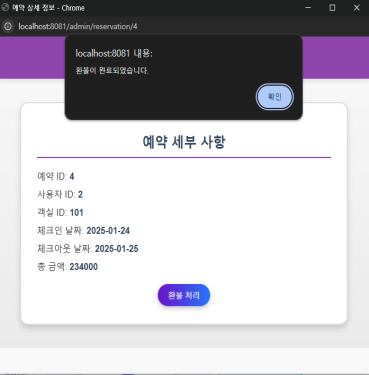 예약 상세 정보 - Chrome
localhost:8081/admin/reservation/4
localhost:8081 내용:
환불이 완료되었습니다.
확인
예약 세부 사항
예약 ID: 4
사용자 ID: 2
객실 ID: 101
체크인 날짜: 2025-01-24
체크아웃 날짜: 2025-01-25
총 금액: 234000
환불 처리